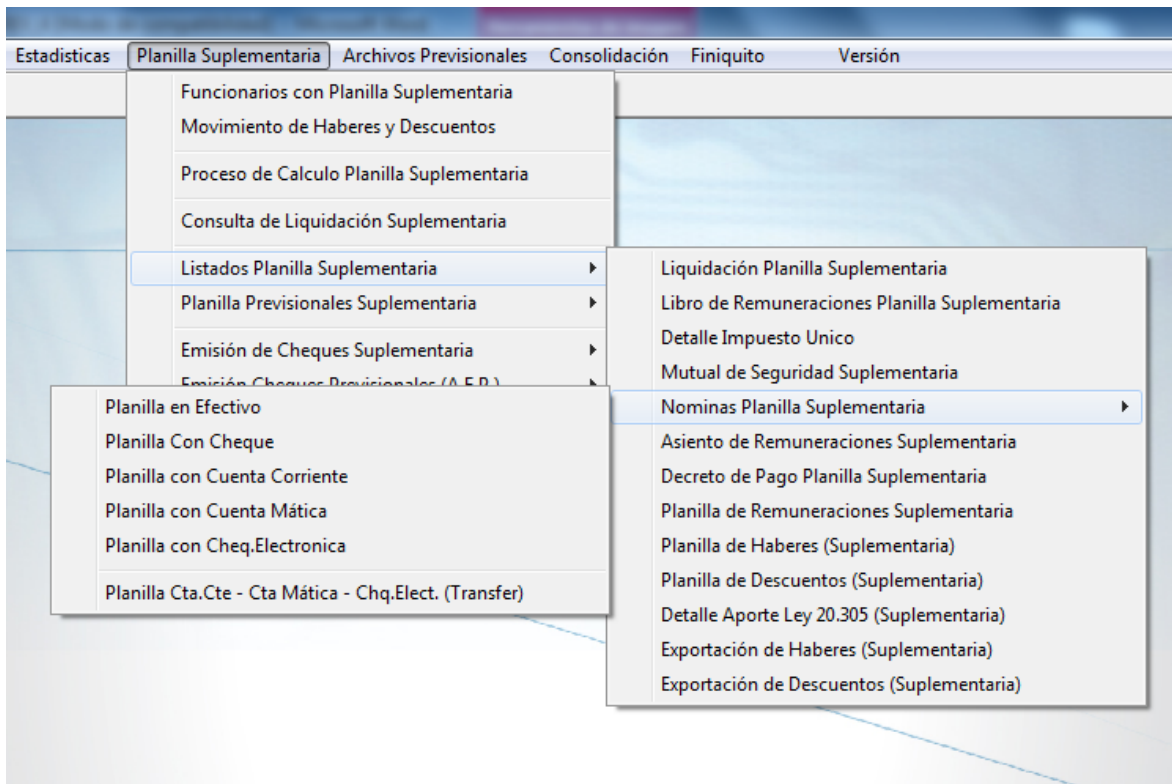 Estadisticas Planilla Suplementaria Archivos Previsionales Consolidación Finiquito Versión
Funcionarios con Planilla Suplementaria
Movimiento de Haberes y Descuentos
Proceso de Calculo Planilla Suplementaria
Consulta de Liquidación Suplementaria
Listados Planilla Suplementaria
Planilla Previsionales Suplementaria
Emisión de Cheques Suplementaria
Emisión Cheques Previsionales (A.F.P.)
Liquidación Planilla Suplementaria
Libro de Remuneraciones Planilla Suplementaria
Detalle Impuesto Unico
Mutual de Seguridad Suplementaria
Nominas Planilla Suplementaria
Asiento de Remuneraciones Suplementaria
Decreto de Pago Planilla Suplementaria
Planilla de Remuneraciones Suplementaria
Planilla de Haberes (Suplementaria)
Planilla de Descuentos (Suplementaria)
Detalle Aporte Ley 20.305 (Suplementaria)
Exportación de Haberes (Suplementaria)
Exportación de Descuentos (Suplementaria)
Planilla en Efectivo
Planilla Con Cheque
Planilla con Cuenta Corriente
Planilla con Cuenta Mática
Planilla con Cheq.Electronica
Planilla Cta.Cte - Cta Mática - Chq.Elect. (Transfer)